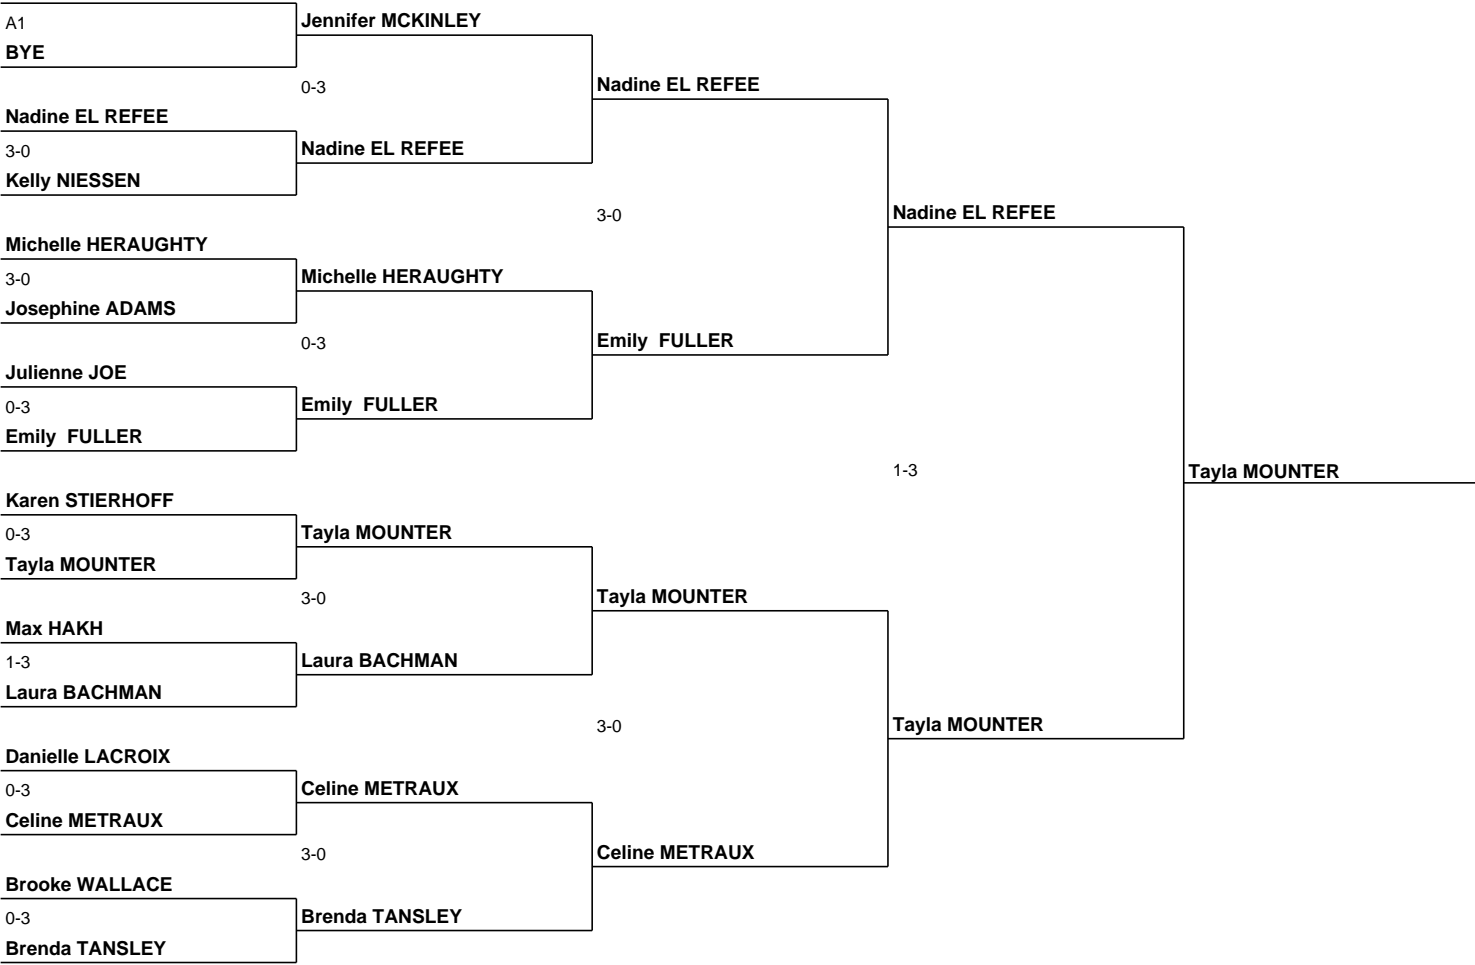 A1
BYE
Nadine EL REFEE
3-0
Kelly NIESSEN
Michelle HERAUGHTY
3-0
Josephine ADAMS
Julienne JOE
0-3
Emily  FULLER
Karen STIERHOFF
0-3
Tayla MOUNTER
Max HAKH
1-3
Laura BACHMAN
Danielle LACROIX
0-3
Celine METRAUX
Brooke WALLACE
0-3
Brenda TANSLEY
Jennifer MCKINLEY
0-3
Nadine EL REFEE
Michelle HERAUGHTY
0-3
Emily  FULLER
Tayla MOUNTER
3-0
Laura BACHMAN
Celine METRAUX
3-0
Brenda TANSLEY
Nadine EL REFEE
3-0
Emily  FULLER
Tayla MOUNTER
3-0
Celine METRAUX
Nadine EL REFEE
1-3
Tayla MOUNTER
Tayla MOUNTER